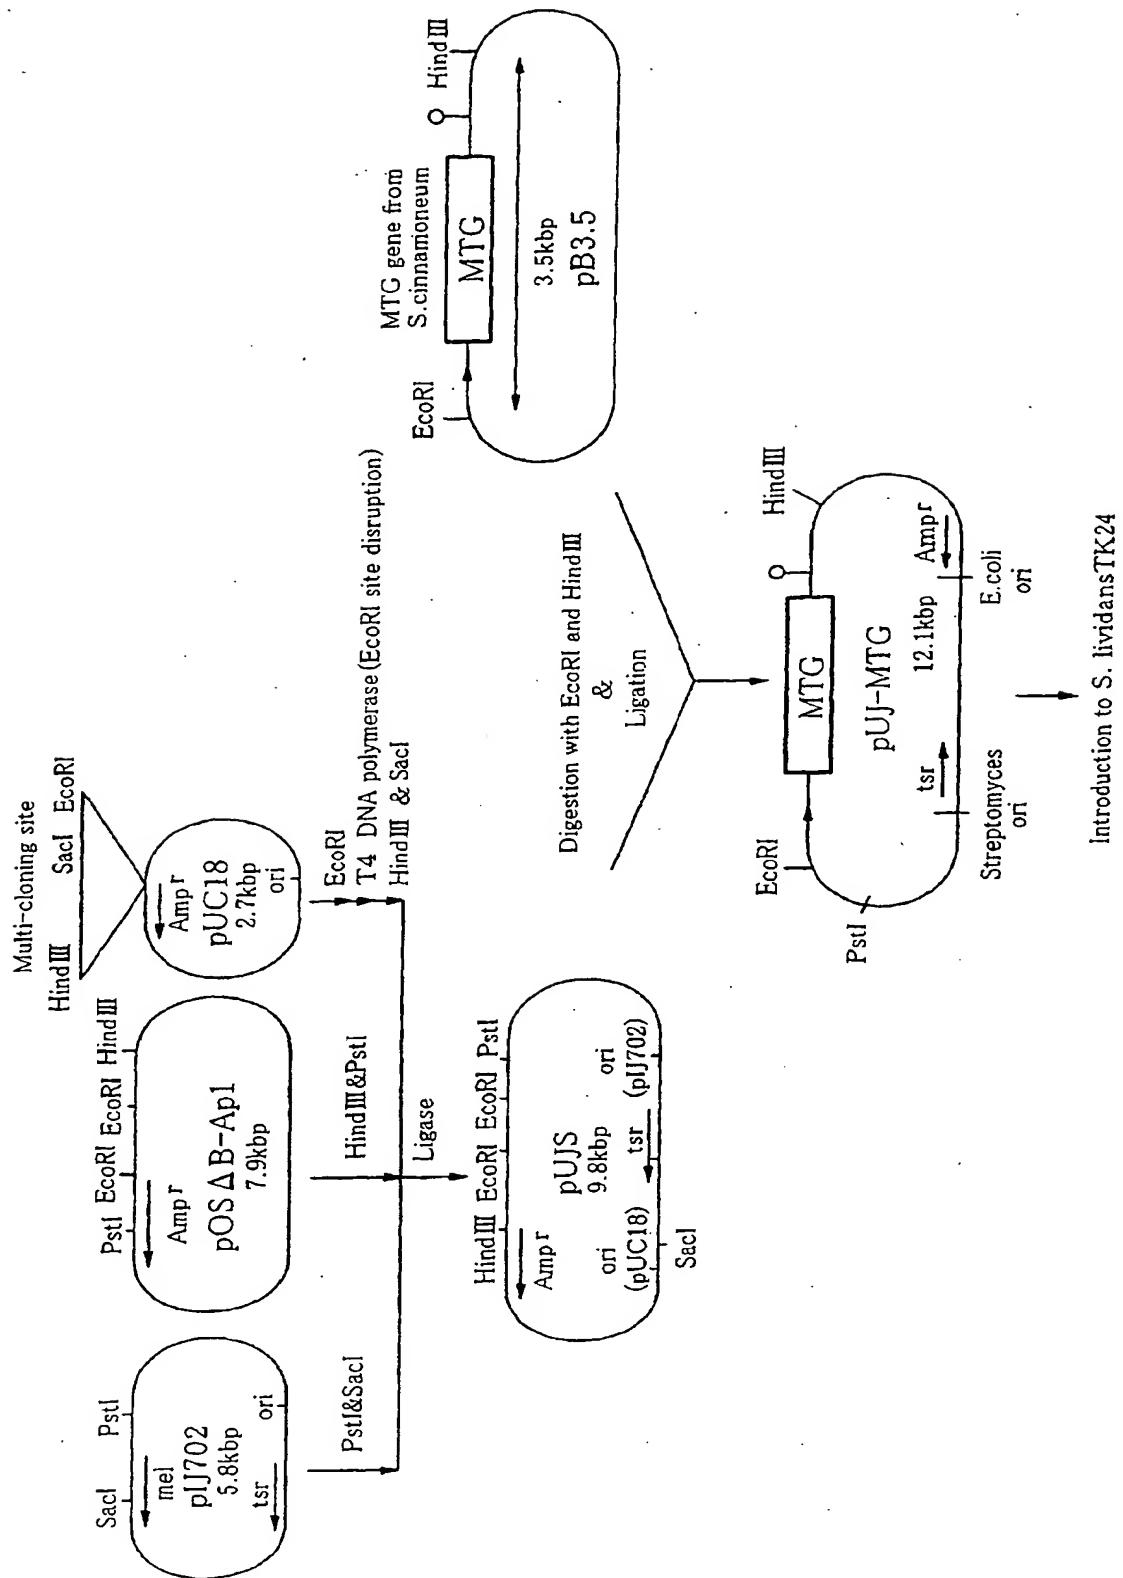 SacI
PstI
mel
pIJ702
5.8kbp
tsr
ori
PstI&SacI
PstI EcoRI EcoRI HindⅢ
Ampr
pOSΔB-Ap1
7.9kbp
HindⅢ&PstI
Multi-cloning site
HindⅢ SacI EcoRI
Ampr
pUC18
2.7kbp
ori
EcoRI
T4 DNA polymerase(EcoRI site disruption)
HindⅢ & SacI
Ligase
HindⅢ EcoRI EcoRI PstI
Ampr
pUJS
9.8kbp
ori
(pUC18)
tsr
ori
(pIJ702)
SacI
MTG gene from
S.cinnamoneum
EcoRI
MTG
HindⅢ
3.5kbp
pB3.5
Digestion with EcoRI and HindⅢ
&
Ligation
PstI
EcoRI
MTG
HindⅢ
pUJ-MTG
12.1kbp
tsr
Ampr
Streptomyces
ori
E.coli
ori
Introduction to S. lividansTK24